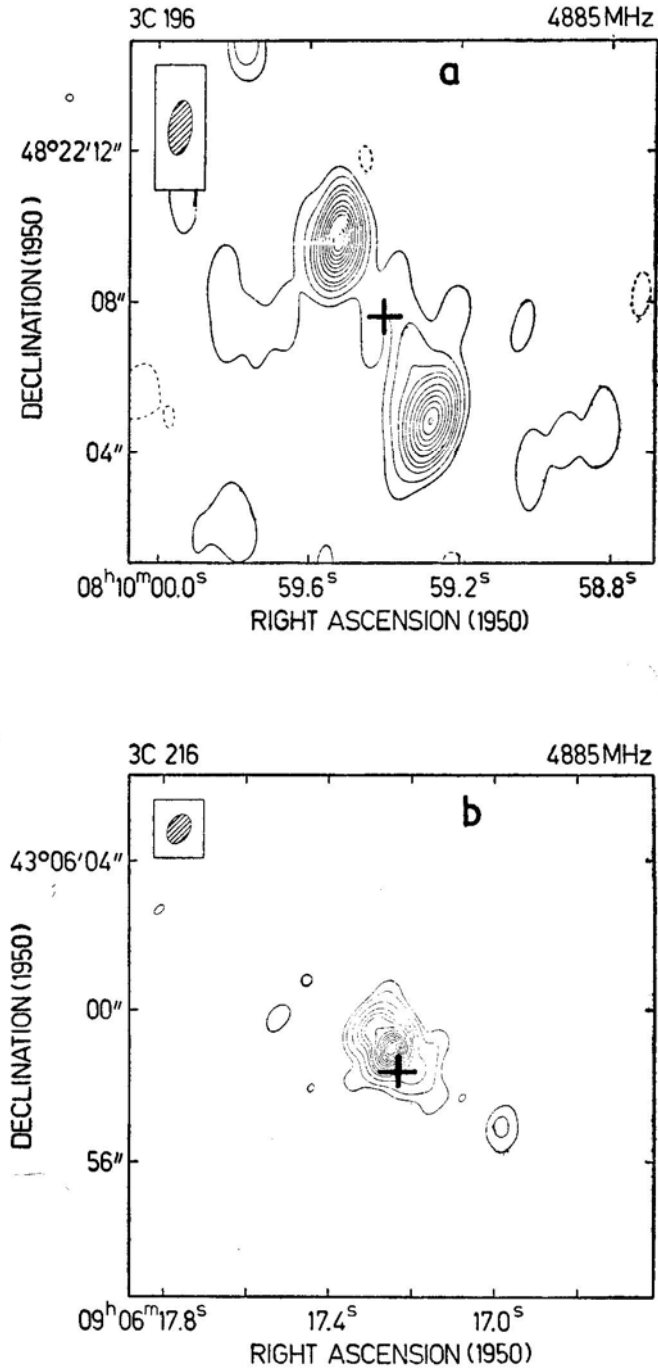 3C 196 4885 MHz
a
48°22'12"
08"
04"
DECLINATION (1950)
08ʰ10ᵐ00.0ˢ 59.6ˢ 59.2ˢ 58.8ˢ
RIGHT ASCENSION (1950)
3C 216 4885 MHz
b
43°06'04"
00"
56"
DECLINATION (1950)
09ʰ06ᵐ17.8ˢ 17.4ˢ 17.0ˢ
RIGHT ASCENSION (1950)